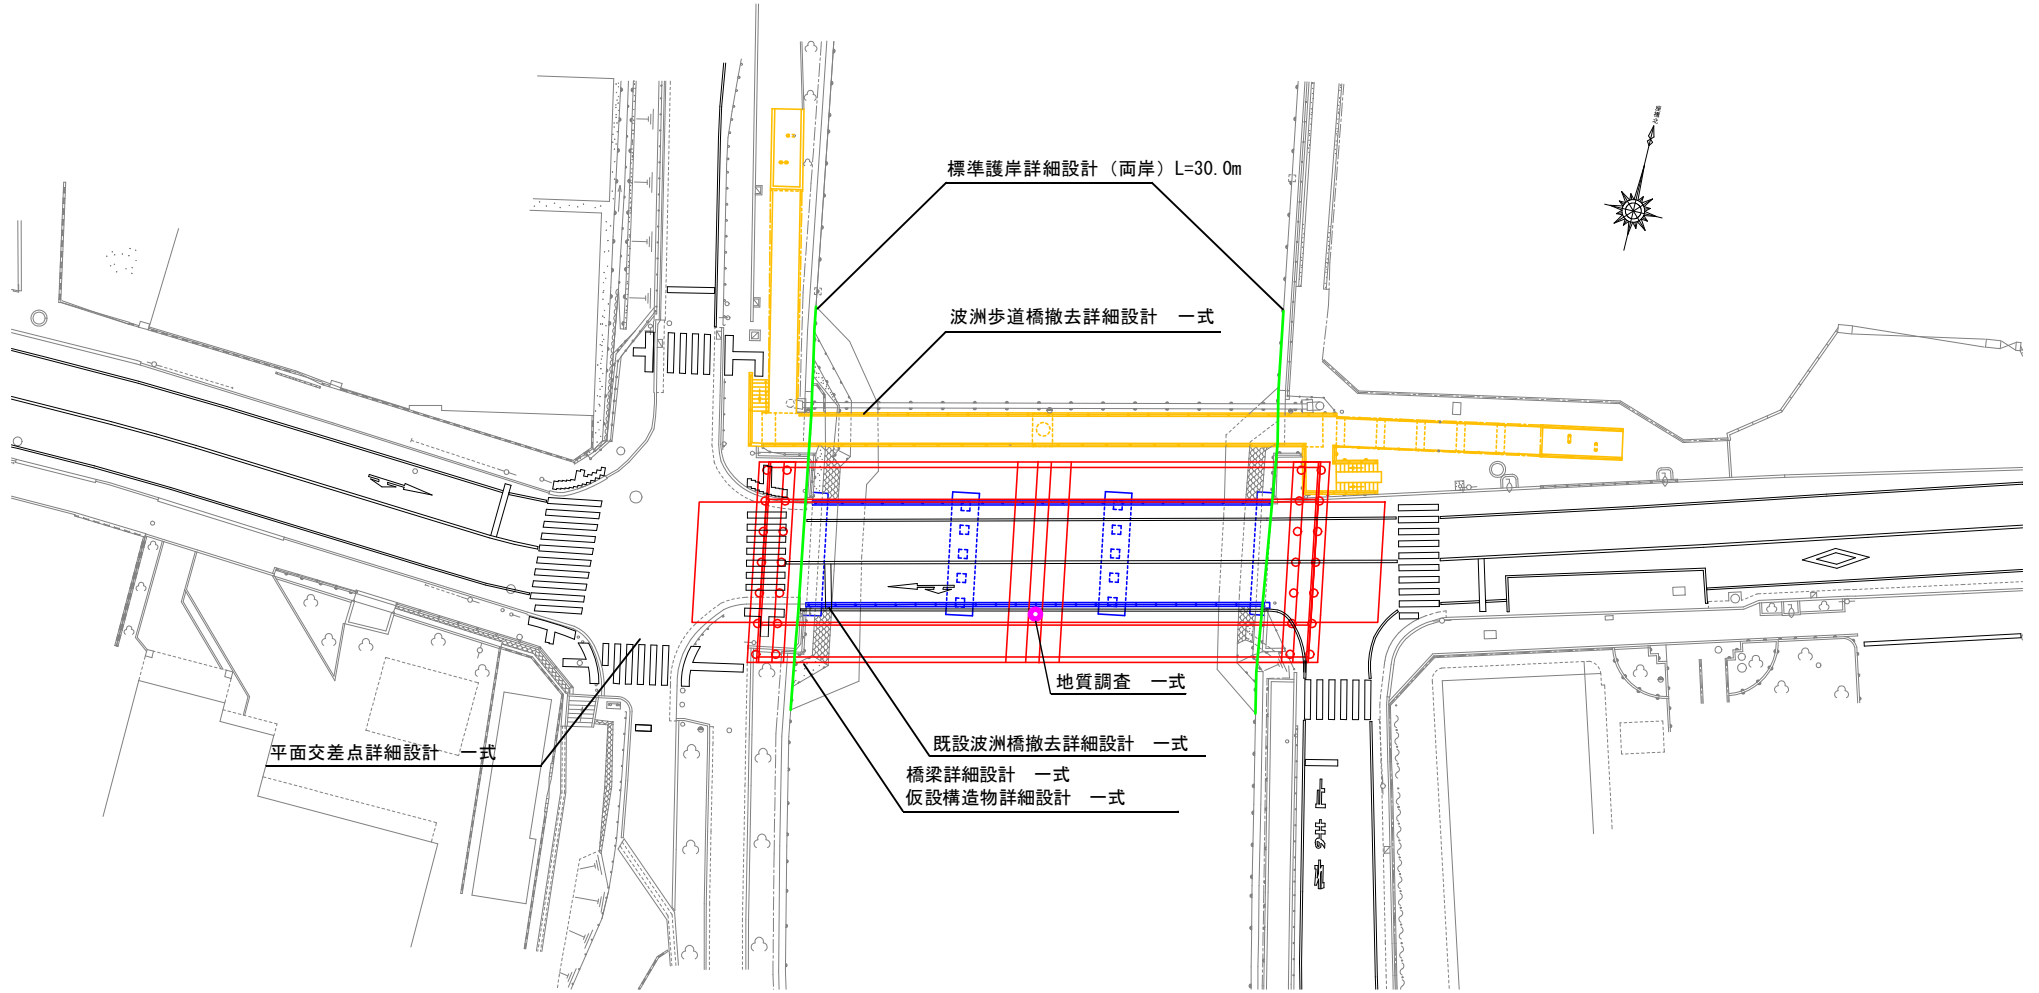 標準護岸詳細設計（両岸）L=30.0m
波洲歩道橋撤去詳細設計　一式
地質調査　一式
平面交差点詳細設計　一式
既設波洲橋撤去詳細設計　一式
橋梁詳細設計　一式
仮設構造物詳細設計　一式